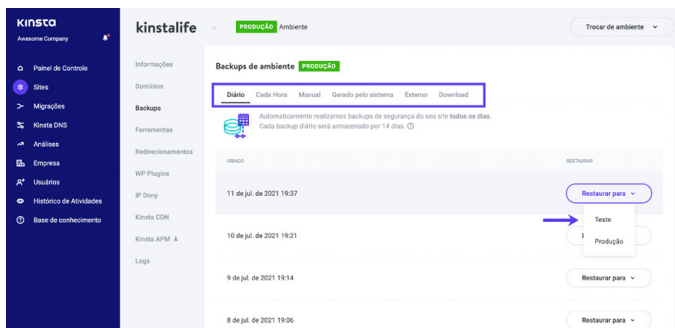 KINSTA
Awesome Company
Painel de Controle
Sites
Migrações
Kinsta DNS
Análises
Empresa
Usuários
Histórico de Atividades
Base de conhecimento
kinstalife
PRODUÇÃO Ambiente
Trocar de ambiente
Informações
Domínios
Backups
Ferramentas
Redirecionamentos
WP Plugins
IP Deny
Kinsta CDN
Kinsta APM
Logs
Backups de ambiente PRODUÇÃO
Diário Cada Hora Manual Gerado pelo sistema Externo Download
Automaticamente realizamos backups de segurança do seu site todos os dias.
Cada backup diário será armazenado por 14 dias.
CRIADO RESTAURAR
11 de jul. de 2021 19:37 Restaurar para
Teste
Produção
10 de jul. de 2021 19:21
9 de jul. de 2021 19:14 Restaurar para
8 de jul. de 2021 19:06 Restaurar para